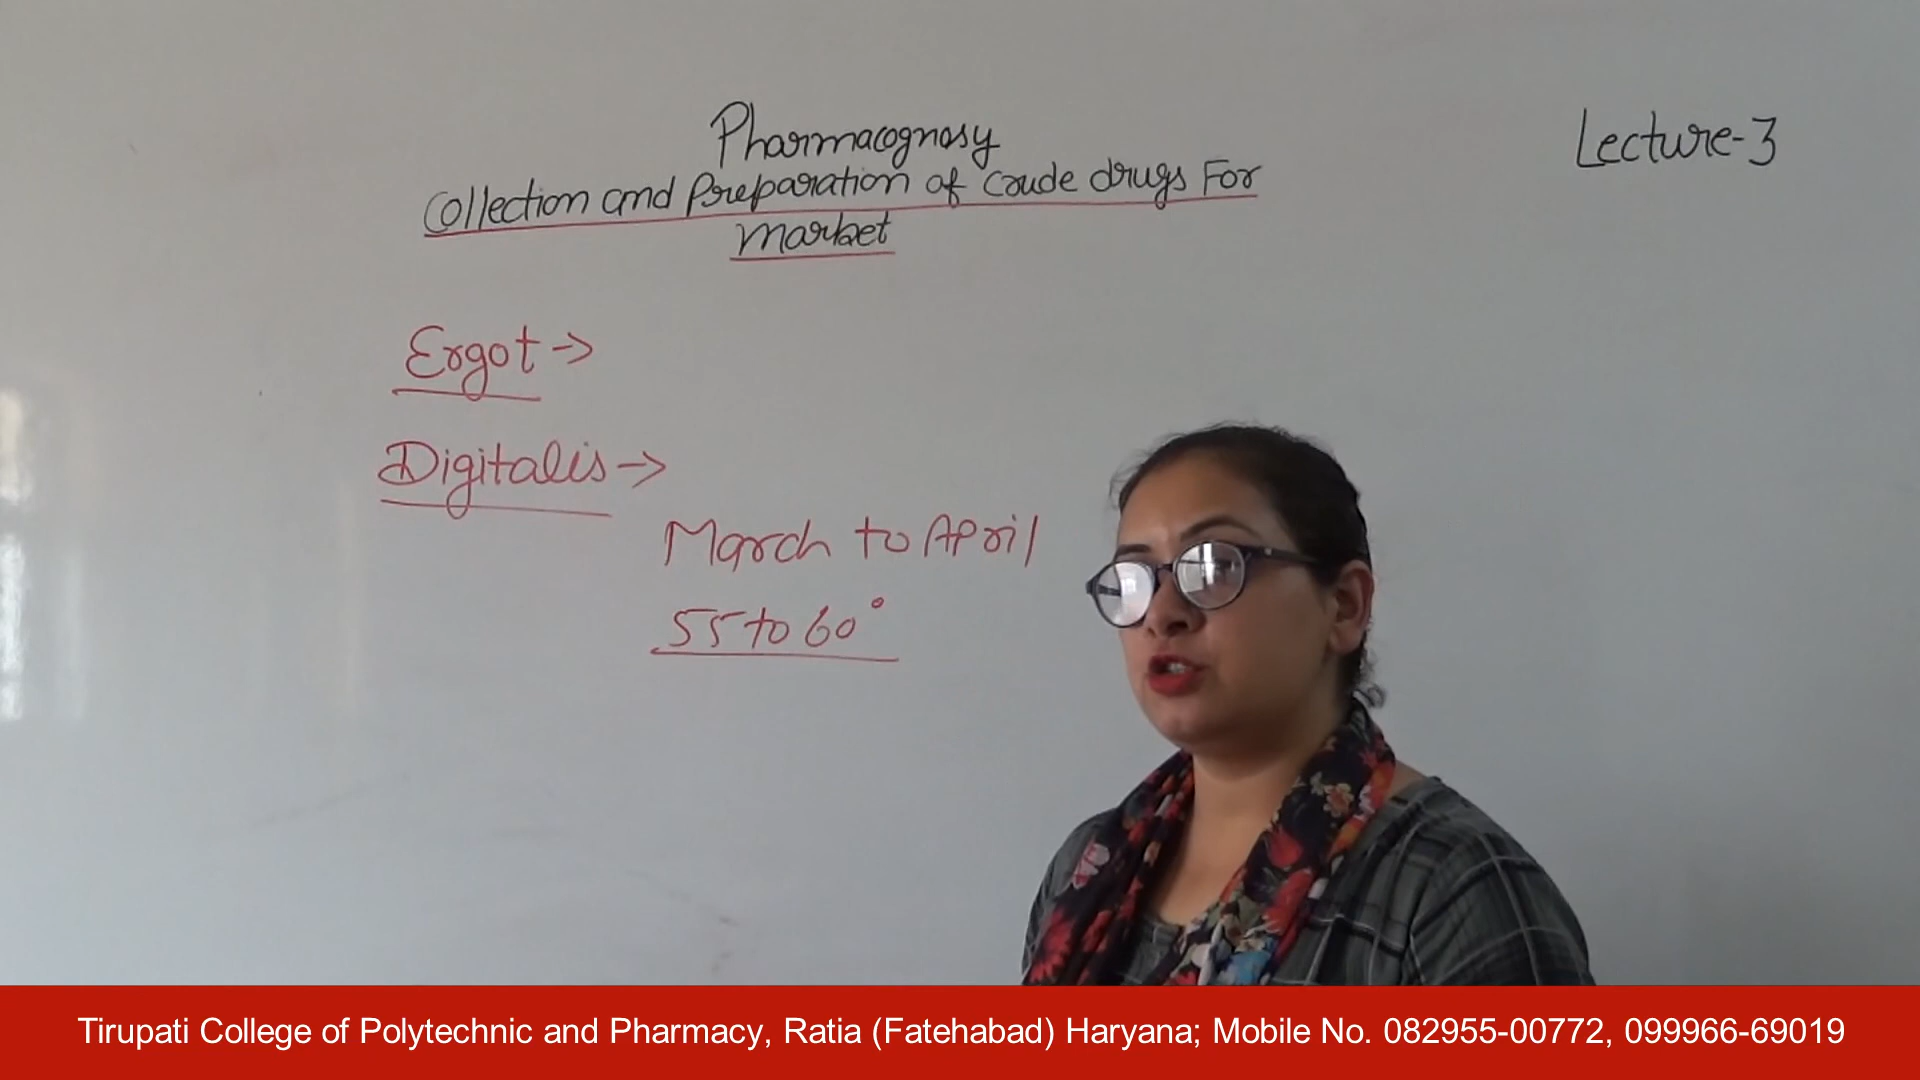 Pharmacognosy
Lecture-3
Collection and Preparation of Crude drugs For
market
Ergot →
Digitalis →
March to April
55 to 60°
Tirupati College of Polytechnic and Pharmacy, Ratia (Fatehabad) Haryana; Mobile No. 082955-00772, 099966-69019